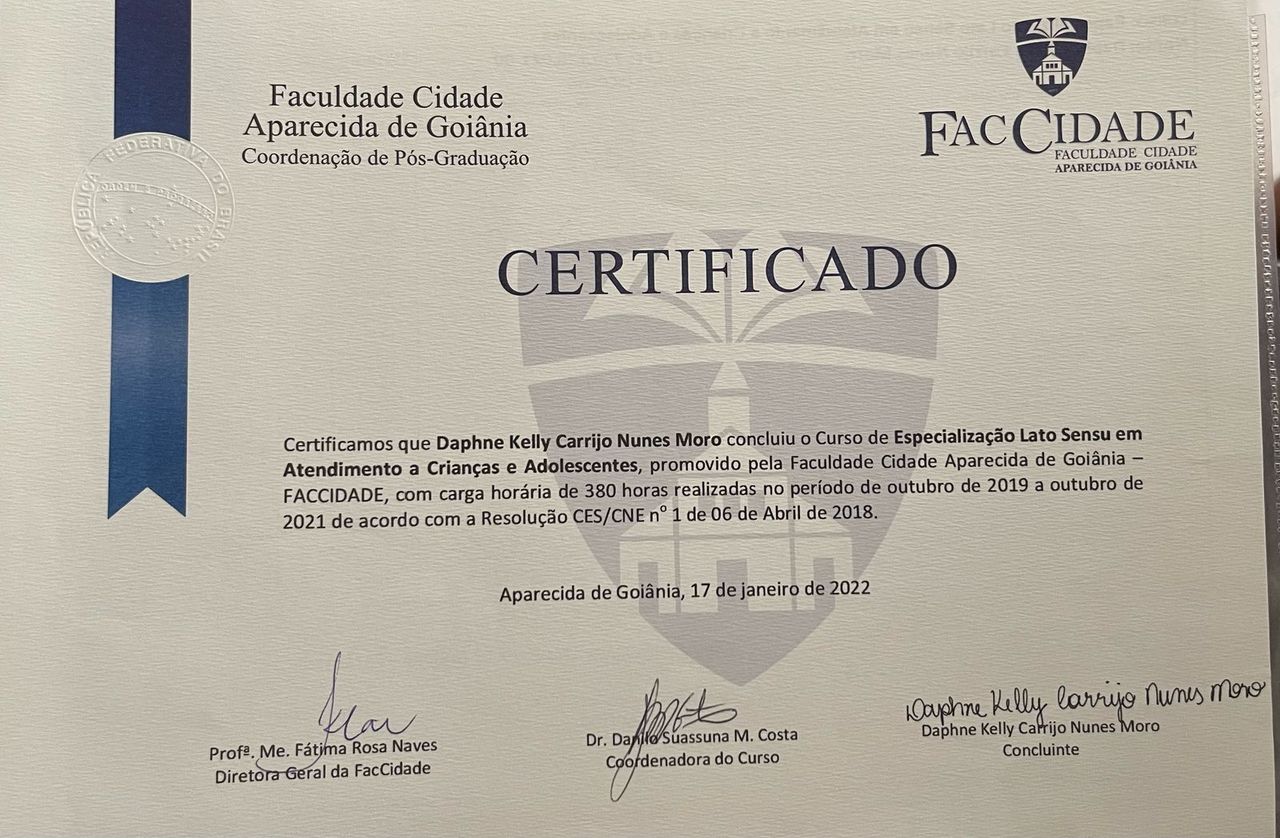 Faculdade Cidade
Aparecida de Goiânia
Coordenação de Pós-Graduação
FACCIDADE
FACULDADE CIDADE
APARECIDA DE GOIÂNIA
REPÚBLICA FEDERATIVA DO BRASIL
CERTIFICADO
Certificamos que Daphne Kelly Carrijo Nunes Moro concluiu o Curso de Especialização Lato Sensu em
Atendimento a Crianças e Adolescentes, promovido pela Faculdade Cidade Aparecida de Goiânia –
FACCIDADE, com carga horária de 380 horas realizadas no período de outubro de 2019 a outubro de
2021 de acordo com a Resolução CES/CNE nº 1 de 06 de Abril de 2018.
Aparecida de Goiânia, 17 de janeiro de 2022
Profª. Me. Fátima Rosa Naves
Diretora Geral da FacCidade
Dr. Danilo Suassuna M. Costa
Coordenadora do Curso
Daphne Kelly Carrijo Nunes Moro
Daphne Kelly Carrijo Nunes Moro
Concluinte